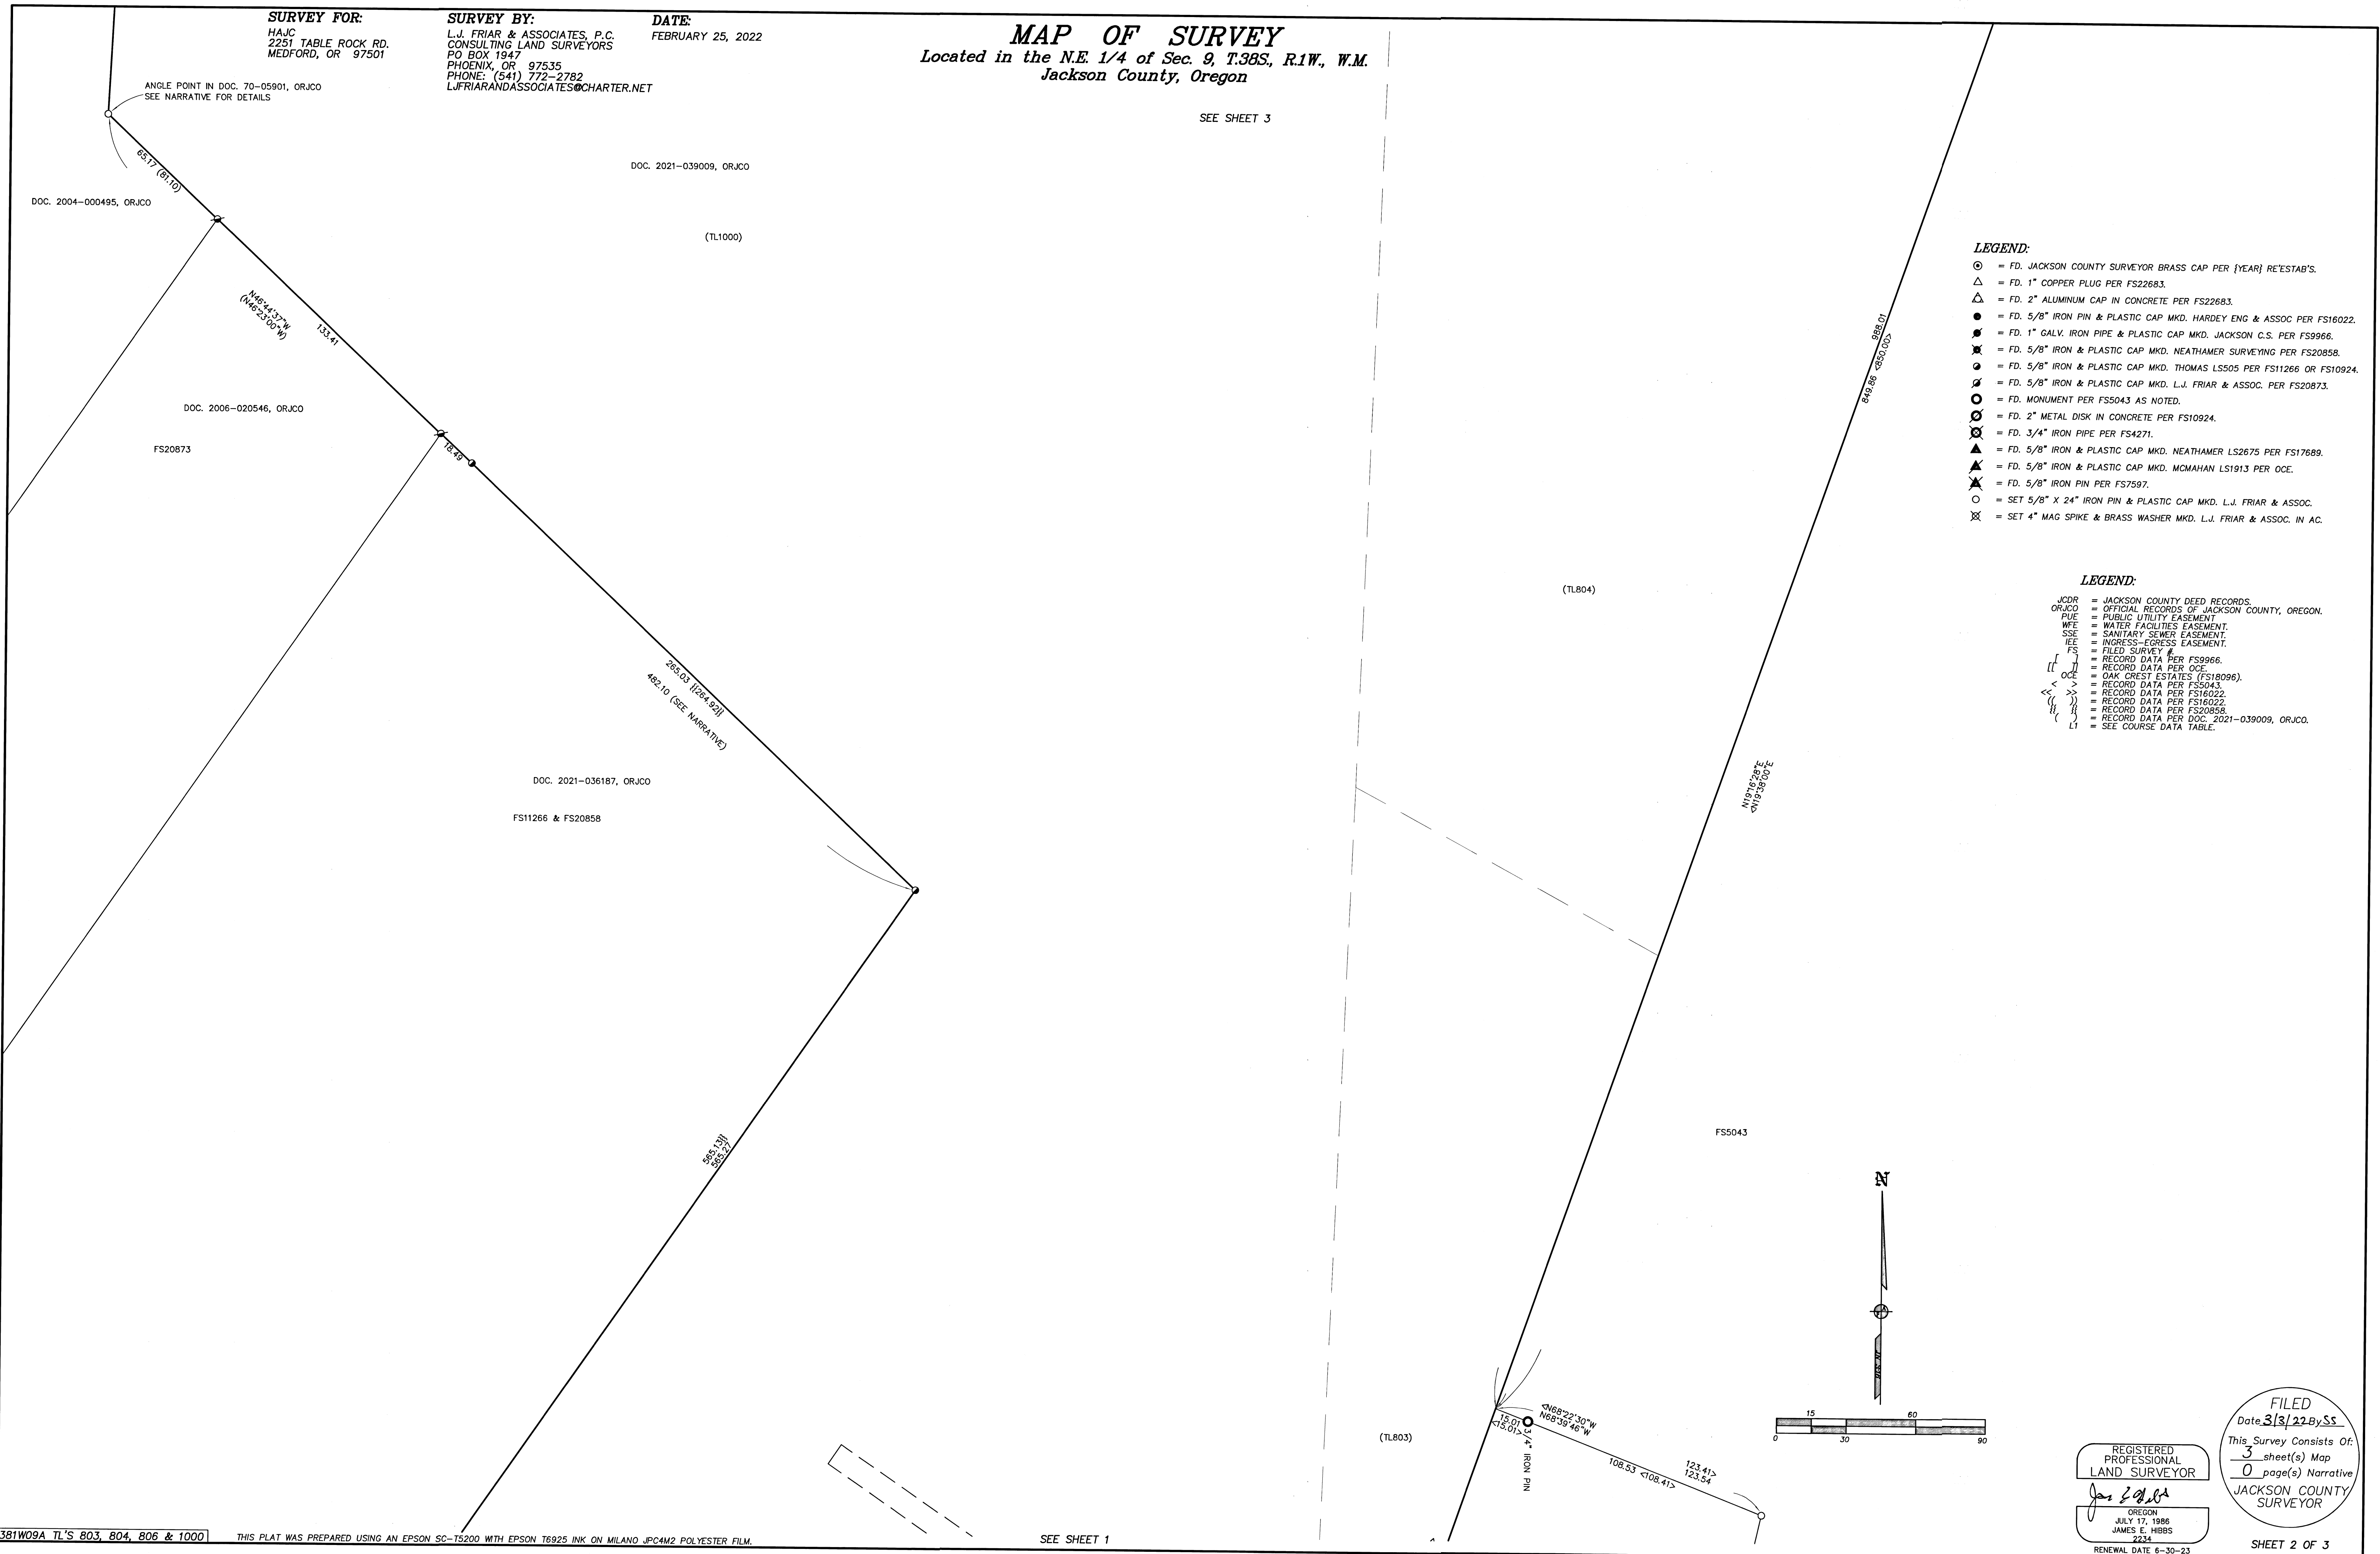 SURVEY FOR:
HAJC
2251 TABLE ROCK RD.
MEDFORD, OR 97501
SURVEY BY:
L.J. FRIAR & ASSOCIATES, P.C.
CONSULTING LAND SURVEYORS
PO BOX 1947
PHOENIX, OR 97535
PHONE: (541) 772-2782
LJFRIARANDASSOCIATES@CHARTER.NET
DATE:
FEBRUARY 25, 2022
MAP OF SURVEY
Located in the N.E. 1/4 of Sec. 9, T.38S., R.1W., W.M.
Jackson County, Oregon
SEE SHEET 3
ANGLE POINT IN DOC. 70-05901, ORJCO
SEE NARRATIVE FOR DETAILS
65.17 (81.10)
DOC. 2004-000495, ORJCO
DOC. 2021-039009, ORJCO
(TL1000)
N46°44'37"W
(N46°23'00"W)
133.41
DOC. 2006-020546, ORJCO
FS20873
18.49
265.03 {{264.92}}
482.10 (SEE NARRATIVE)
DOC. 2021-036187, ORJCO
FS11266 & FS20858
565.13}}
565.27
(TL804)
988.01
849.86 <850.00>
N19°16'28"E
<N19°38'00"E
FS5043
(TL803)
15.01
<15.01>
3/4" IRON PIN
<N68°22'30"W
N68°39'46"W
108.53 <108.41>
123.41>
123.54
LEGEND:
= FD. JACKSON COUNTY SURVEYOR BRASS CAP PER {YEAR} RE'ESTAB'S.
= FD. 1" COPPER PLUG PER FS22683.
= FD. 2" ALUMINUM CAP IN CONCRETE PER FS22683.
= FD. 5/8" IRON PIN & PLASTIC CAP MKD. HARDEY ENG & ASSOC PER FS16022.
= FD. 1" GALV. IRON PIPE & PLASTIC CAP MKD. JACKSON C.S. PER FS9966.
= FD. 5/8" IRON & PLASTIC CAP MKD. NEATHAMER SURVEYING PER FS20858.
= FD. 5/8" IRON & PLASTIC CAP MKD. THOMAS LS505 PER FS11266 OR FS10924.
= FD. 5/8" IRON & PLASTIC CAP MKD. L.J. FRIAR & ASSOC. PER FS20873.
= FD. MONUMENT PER FS5043 AS NOTED.
= FD. 2" METAL DISK IN CONCRETE PER FS10924.
= FD. 3/4" IRON PIPE PER FS4271.
= FD. 5/8" IRON & PLASTIC CAP MKD. NEATHAMER LS2675 PER FS17689.
= FD. 5/8" IRON & PLASTIC CAP MKD. MCMAHAN LS1913 PER OCE.
= FD. 5/8" IRON PIN PER FS7597.
= SET 5/8" X 24" IRON PIN & PLASTIC CAP MKD. L.J. FRIAR & ASSOC.
= SET 4" MAG SPIKE & BRASS WASHER MKD. L.J. FRIAR & ASSOC. IN AC.
LEGEND:
JCDR = JACKSON COUNTY DEED RECORDS.
ORJCO = OFFICIAL RECORDS OF JACKSON COUNTY, OREGON.
PUE = PUBLIC UTILITY EASEMENT
WFE = WATER FACILITIES EASEMENT.
SSE = SANITARY SEWER EASEMENT.
IEE = INGRESS-EGRESS EASEMENT.
FS = FILED SURVEY #.
[ ] = RECORD DATA PER FS9966.
[[ ]] = RECORD DATA PER OCE.
OCE = OAK CREST ESTATES (FS18096).
< > = RECORD DATA PER FS5043.
<< >> = RECORD DATA PER FS16022.
(( )) = RECORD DATA PER FS16022.
{{ }} = RECORD DATA PER FS20858.
( ) = RECORD DATA PER DOC. 2021-039009, ORJCO.
L1 = SEE COURSE DATA TABLE.
N
15 60
0 30 90
REGISTERED
PROFESSIONAL
LAND SURVEYOR
OREGON
JULY 17, 1986
JAMES E. HIBBS
2234
RENEWAL DATE 6-30-23
FILED
Date 3/3/22 By SS
This Survey Consists Of:
3 sheet(s) Map
0 page(s) Narrative
JACKSON COUNTY
SURVEYOR
SHEET 2 OF 3
381W09A TL'S 803, 804, 806 & 1000
THIS PLAT WAS PREPARED USING AN EPSON SC-T5200 WITH EPSON T6925 INK ON MILANO JPC4M2 POLYESTER FILM.
SEE SHEET 1